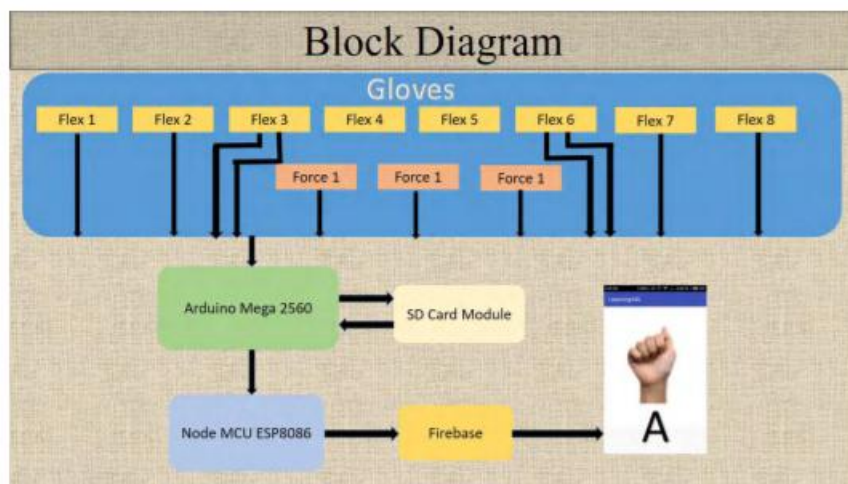 Block Diagram
Gloves
Flex 1 Flex 2 Flex 3 Flex 4 Flex 5 Flex 6 Flex 7 Flex 8
Force 1 Force 1 Force 1
Arduino Mega 2560
SD Card Module
Node MCU ESP8086
Firebase
A